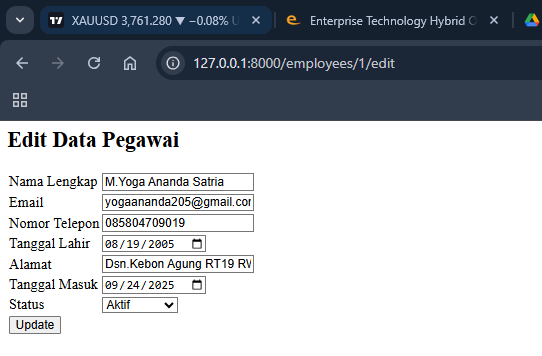 XAUUSD 3,761.280 ▼ −0.08% U
Enterprise Technology Hybrid
127.0.0.1:8000/employees/1/edit
Edit Data Pegawai
Nama Lengkap M.Yoga Ananda Satria
Email yogaananda205@gmail.com
Nomor Telepon 085804709019
Tanggal Lahir 08/19/2005
Alamat Dsn.Kebon Agung RT19 RW
Tanggal Masuk 09/24/2025
Status Aktif
Update